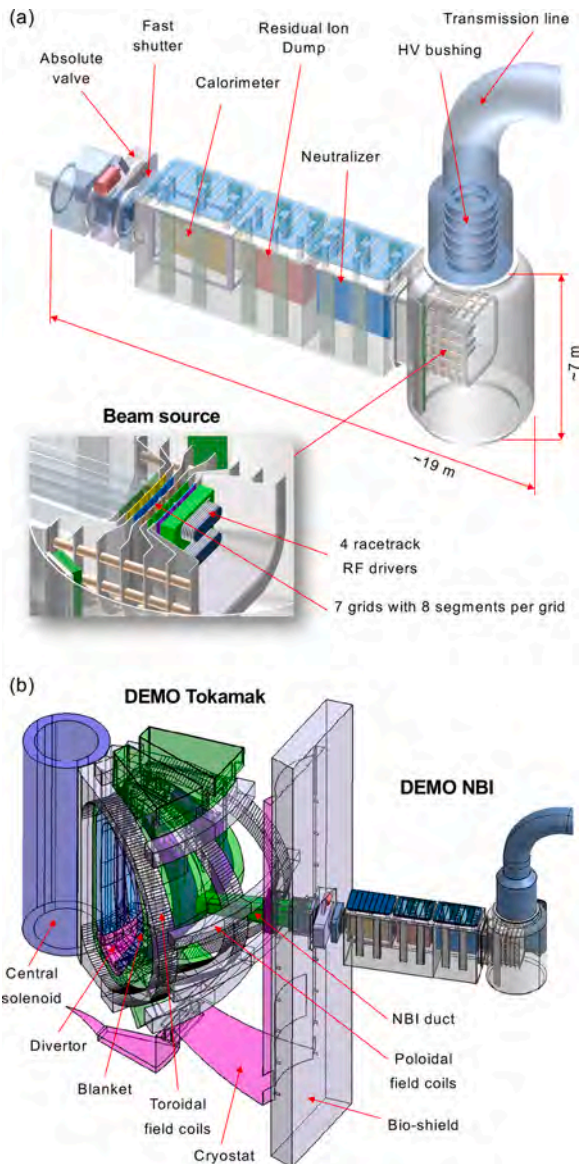 (a)
Transmission line
Fast
shutter
Residual Ion
Dump
HV bushing
Absolute
valve
Calorimeter
Neutralizer
~7 m
Beam source
~19 m
4 racetrack
RF drivers
7 grids with 8 segments per grid
(b)
DEMO Tokamak
DEMO NBI
Central
solenoid
NBI duct
Divertor
Poloidal
field coils
Blanket
Toroidal
field coils
Bio-shield
Cryostat